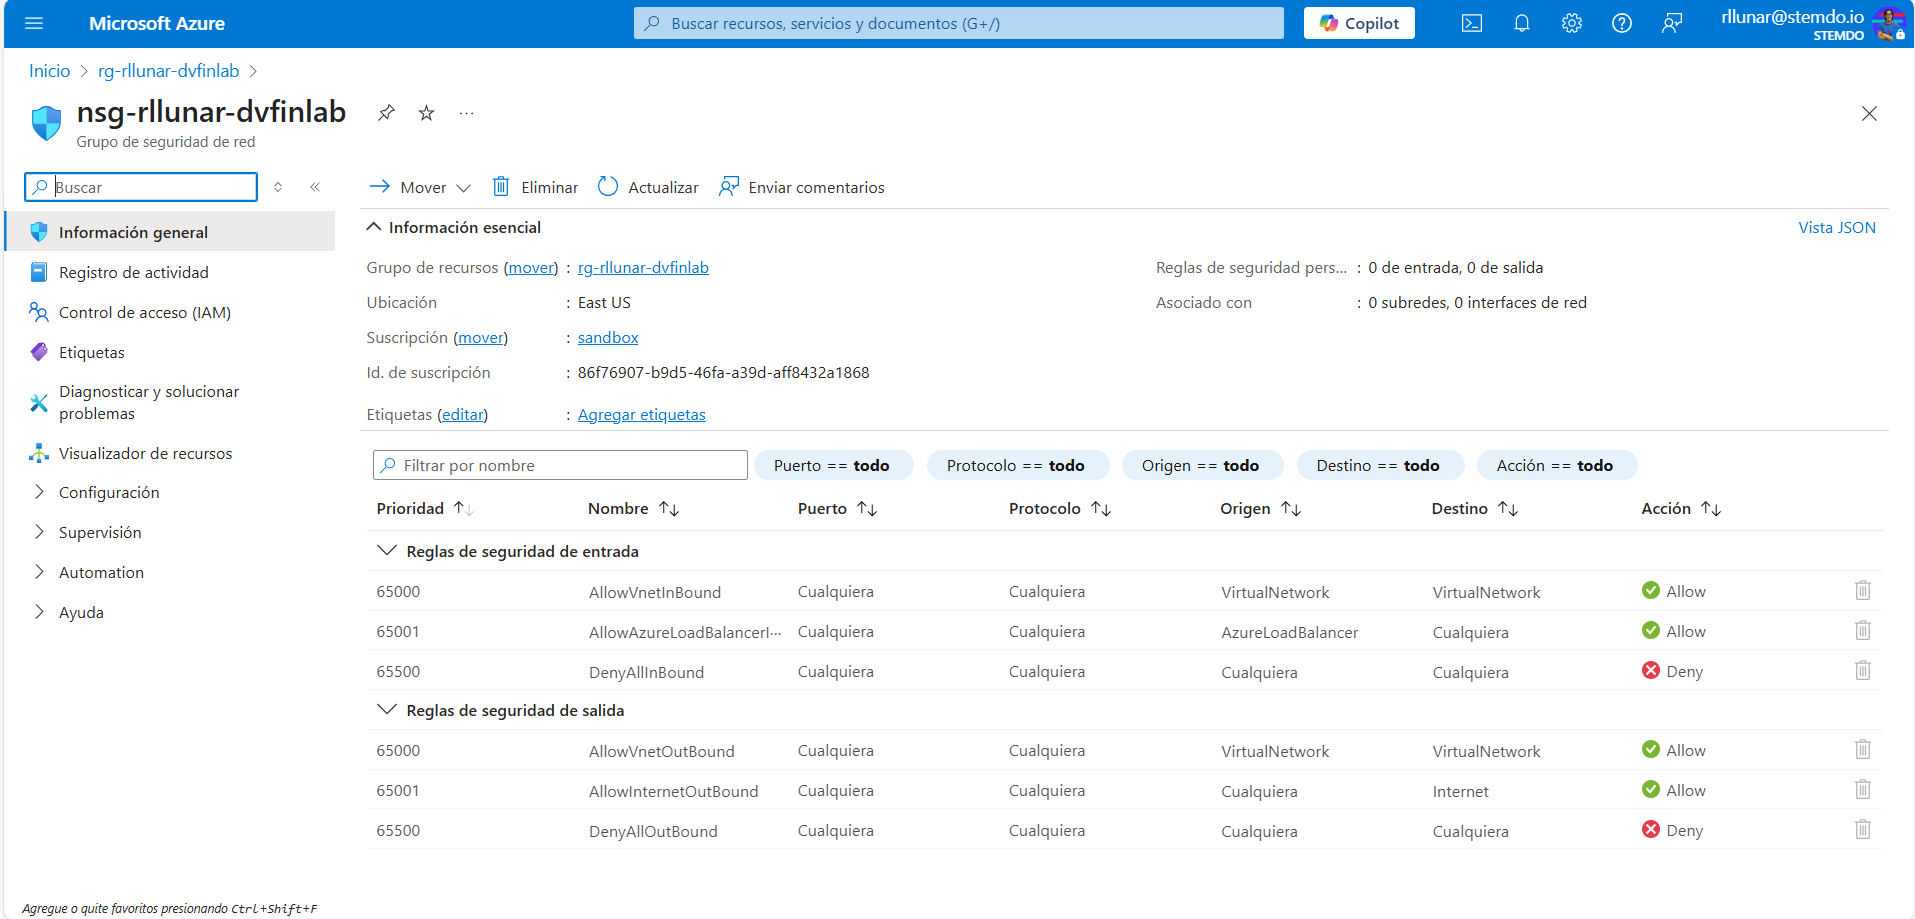 Microsoft Azure
Buscar recursos, servicios y documentos (G+/)
Copilot
rllunar@stemdo.io
STEMDO
Inicio > rg-rllunar-dvfinlab >
nsg-rllunar-dvfinlab
Grupo de seguridad de red
Buscar
Mover
Eliminar
Actualizar
Enviar comentarios
Información general
Registro de actividad
Control de acceso (IAM)
Etiquetas
Diagnosticar y solucionar
problemas
Visualizador de recursos
Configuración
Supervisión
Automation
Ayuda
Información esencial
Vista JSON
Grupo de recursos (mover) : rg-rllunar-dvfinlab
Ubicación : East US
Suscripción (mover) : sandbox
Id. de suscripción : 86f76907-b9d5-46fa-a39d-aff8432a1868
Etiquetas (editar) : Agregar etiquetas
Reglas de seguridad pers... : 0 de entrada, 0 de salida
Asociado con : 0 subredes, 0 interfaces de red
Filtrar por nombre
Puerto == todo
Protocolo == todo
Origen == todo
Destino == todo
Acción == todo
Prioridad Nombre Puerto Protocolo Origen Destino Acción
Reglas de seguridad de entrada
65000 AllowVnetInBound Cualquiera Cualquiera VirtualNetwork VirtualNetwork Allow
65001 AllowAzureLoadBalancerI... Cualquiera Cualquiera AzureLoadBalancer Cualquiera Allow
65500 DenyAllInBound Cualquiera Cualquiera Cualquiera Cualquiera Deny
Reglas de seguridad de salida
65000 AllowVnetOutBound Cualquiera Cualquiera VirtualNetwork VirtualNetwork Allow
65001 AllowInternetOutBound Cualquiera Cualquiera Cualquiera Internet Allow
65500 DenyAllOutBound Cualquiera Cualquiera Cualquiera Cualquiera Deny
Agregue o quite favoritos presionando Ctrl+Shift+F